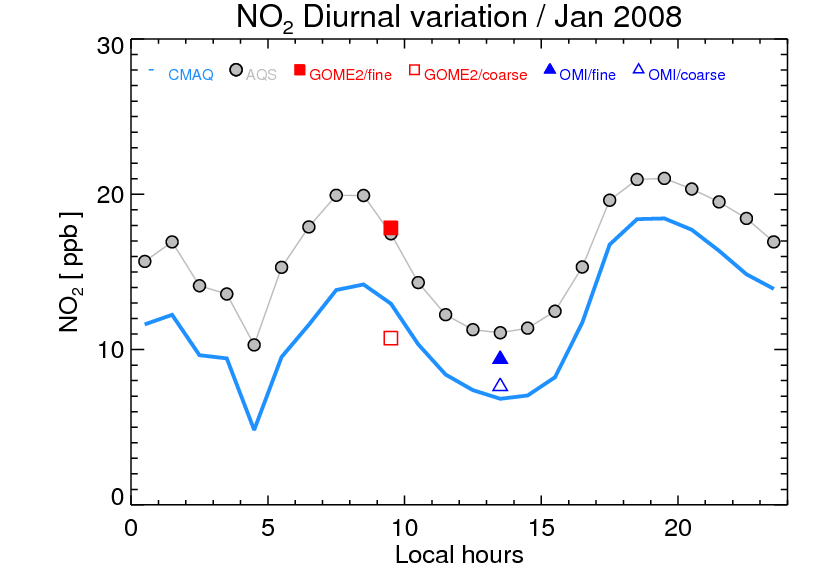 NO₂ Diurnal variation / Jan 2008
30
CMAQ AQS GOME2/fine GOME2/coarse OMI/fine OMI/coarse
20
NO₂ [ ppb ]
10
0
0 5 10 15 20
Local hours